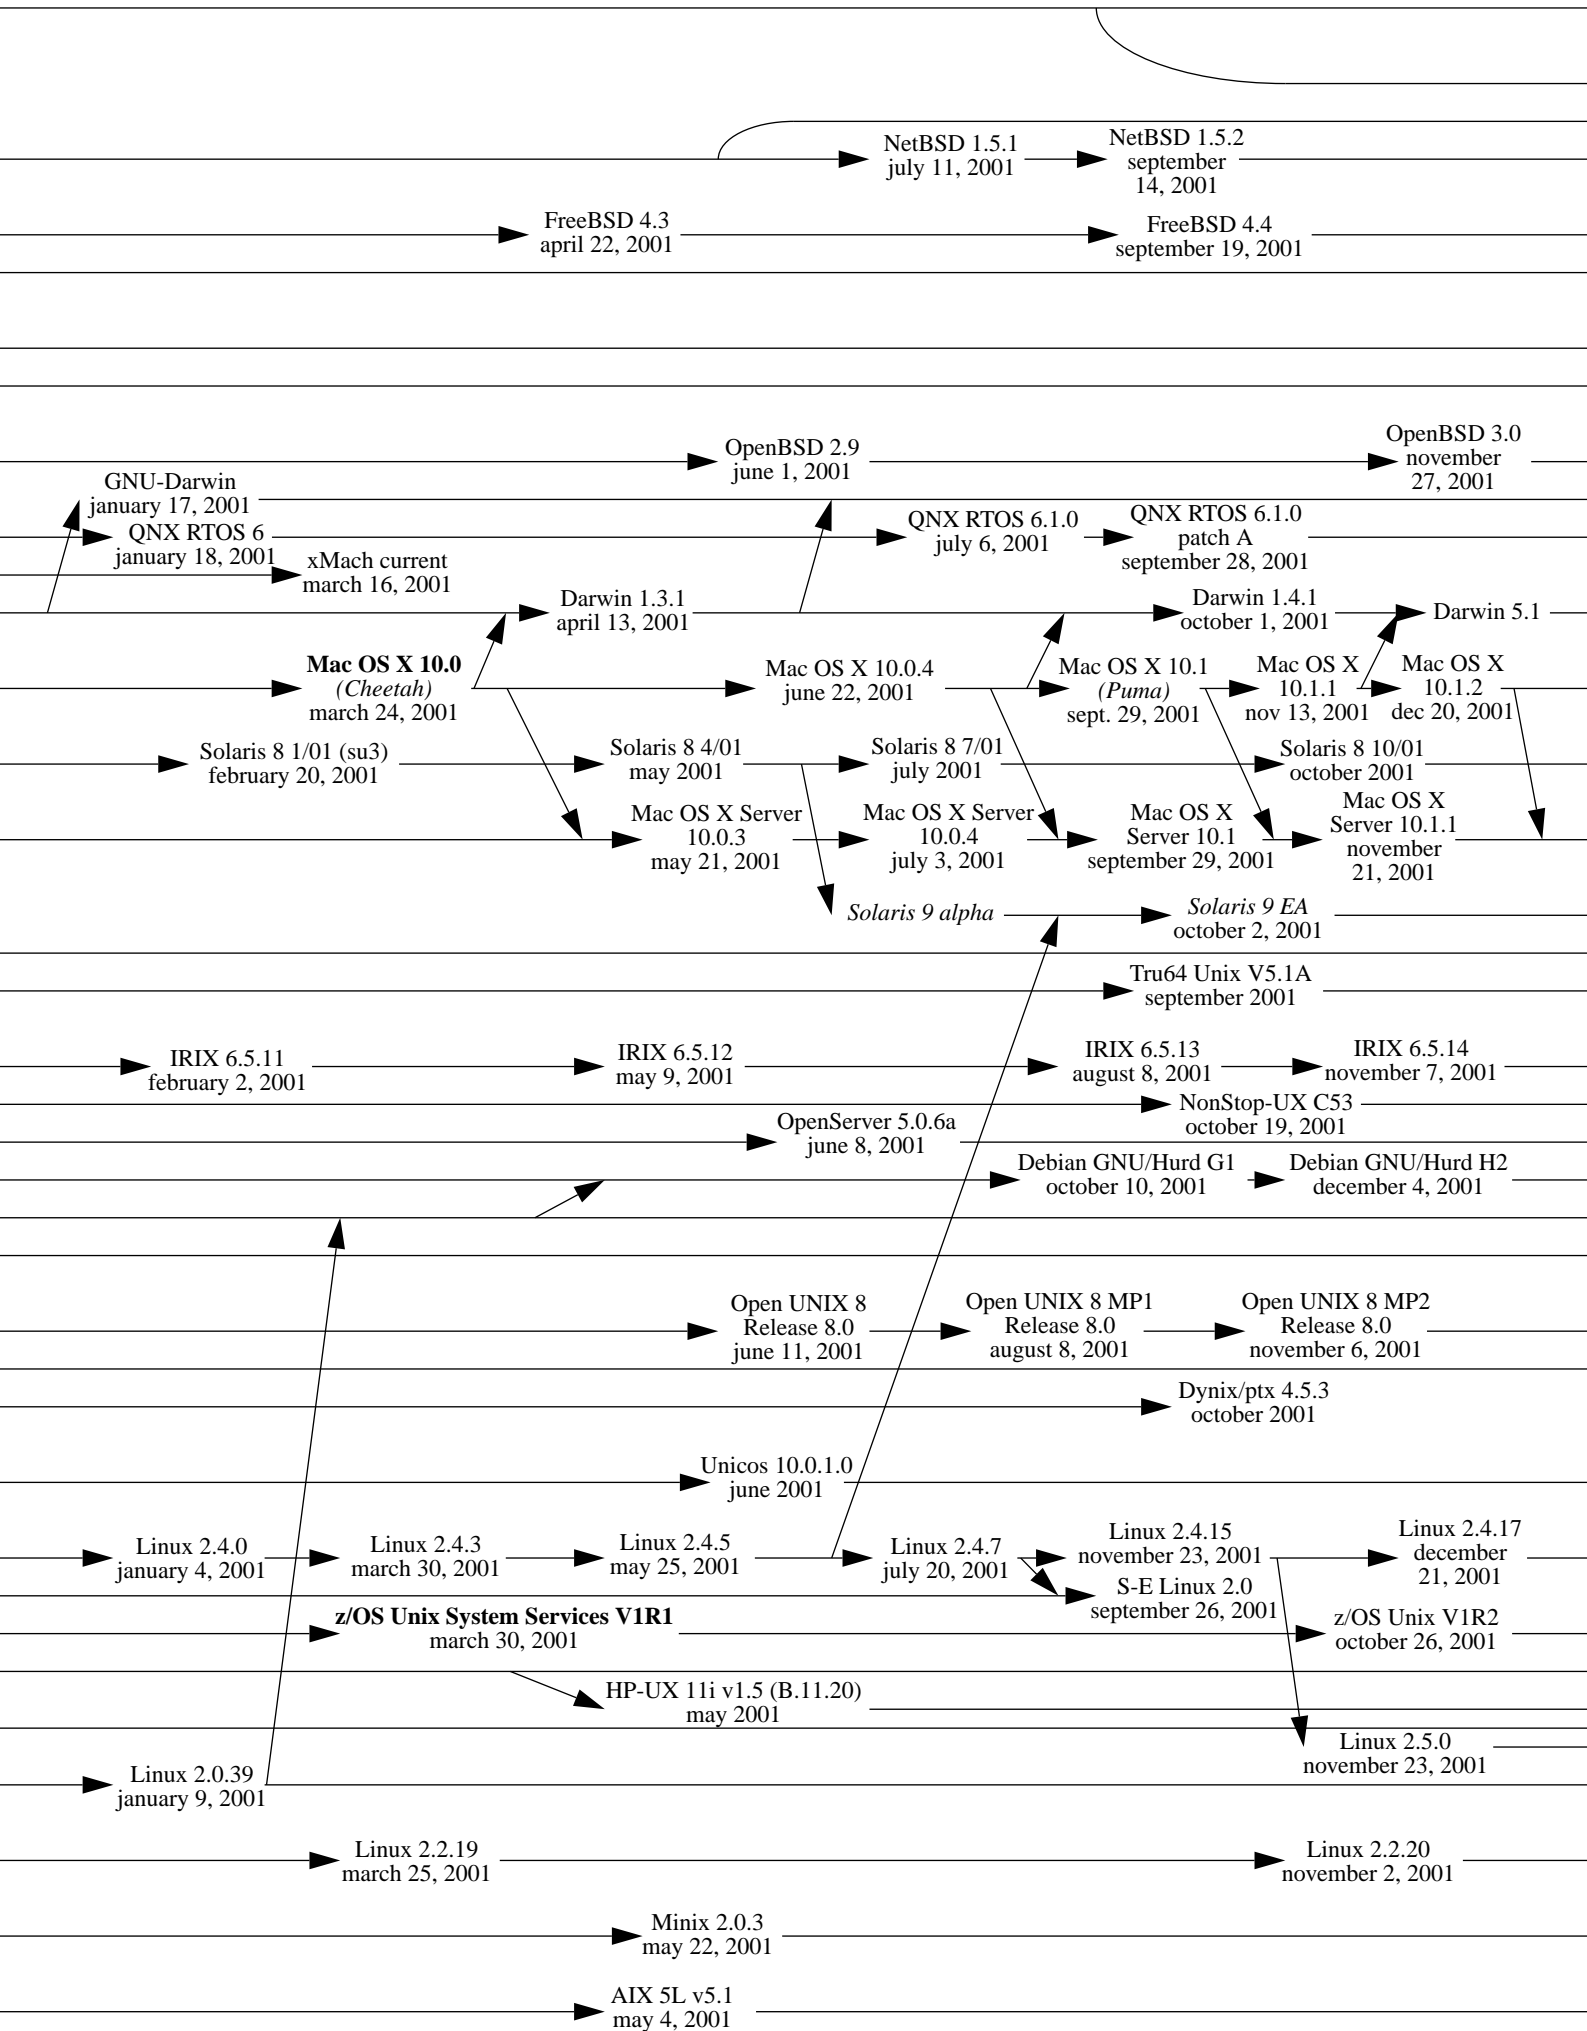 NetBSD 1.5.1
july 11, 2001
NetBSD 1.5.2
september
14, 2001
FreeBSD 4.3
april 22, 2001
FreeBSD 4.4
september 19, 2001
OpenBSD 2.9
june 1, 2001
OpenBSD 3.0
november
27, 2001
GNU-Darwin
january 17, 2001
QNX RTOS 6
january 18, 2001
QNX RTOS 6.1.0
july 6, 2001
QNX RTOS 6.1.0
patch A
september 28, 2001
xMach current
march 16, 2001
Darwin 1.3.1
april 13, 2001
Darwin 1.4.1
october 1, 2001
Darwin 5.1
Mac OS X 10.0
(Cheetah)
march 24, 2001
Mac OS X 10.0.4
june 22, 2001
Mac OS X 10.1
(Puma)
sept. 29, 2001
Mac OS X
10.1.1
nov 13, 2001
Mac OS X
10.1.2
dec 20, 2001
Solaris 8 1/01 (su3)
february 20, 2001
Solaris 8 4/01
may 2001
Solaris 8 7/01
july 2001
Solaris 8 10/01
october 2001
Mac OS X Server
10.0.3
may 21, 2001
Mac OS X Server
10.0.4
july 3, 2001
Mac OS X
Server 10.1
september 29, 2001
Mac OS X
Server 10.1.1
november
21, 2001
Solaris 9 alpha
Solaris 9 EA
october 2, 2001
Tru64 Unix V5.1A
september 2001
IRIX 6.5.11
february 2, 2001
IRIX 6.5.12
may 9, 2001
IRIX 6.5.13
august 8, 2001
IRIX 6.5.14
november 7, 2001
NonStop-UX C53
october 19, 2001
OpenServer 5.0.6a
june 8, 2001
Debian GNU/Hurd G1
october 10, 2001
Debian GNU/Hurd H2
december 4, 2001
Open UNIX 8
Release 8.0
june 11, 2001
Open UNIX 8 MP1
Release 8.0
august 8, 2001
Open UNIX 8 MP2
Release 8.0
november 6, 2001
Dynix/ptx 4.5.3
october 2001
Unicos 10.0.1.0
june 2001
Linux 2.4.0
january 4, 2001
Linux 2.4.3
march 30, 2001
Linux 2.4.5
may 25, 2001
Linux 2.4.7
july 20, 2001
Linux 2.4.15
november 23, 2001
Linux 2.4.17
december
21, 2001
S-E Linux 2.0
september 26, 2001
z/OS Unix System Services V1R1
march 30, 2001
z/OS Unix V1R2
october 26, 2001
HP-UX 11i v1.5 (B.11.20)
may 2001
Linux 2.5.0
november 23, 2001
Linux 2.0.39
january 9, 2001
Linux 2.2.19
march 25, 2001
Linux 2.2.20
november 2, 2001
Minix 2.0.3
may 22, 2001
AIX 5L v5.1
may 4, 2001